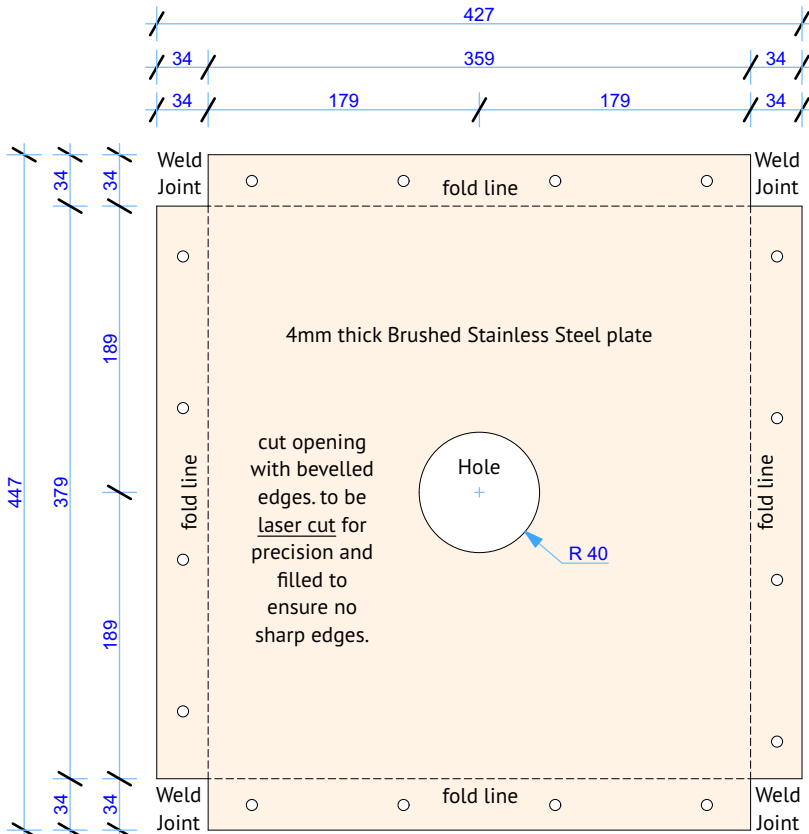 427
34 359 34
34 179 179 34
Weld
Joint
Weld
Joint
fold line
34
34
4mm thick Brushed Stainless Steel plate
189
cut opening
with bevelled
edges. to be
laser cut for
precision and
filled to
ensure no
sharp edges.
Hole
R 40
fold line
fold line
447
379
189
fold line
34
34
Weld
Joint
Weld
Joint